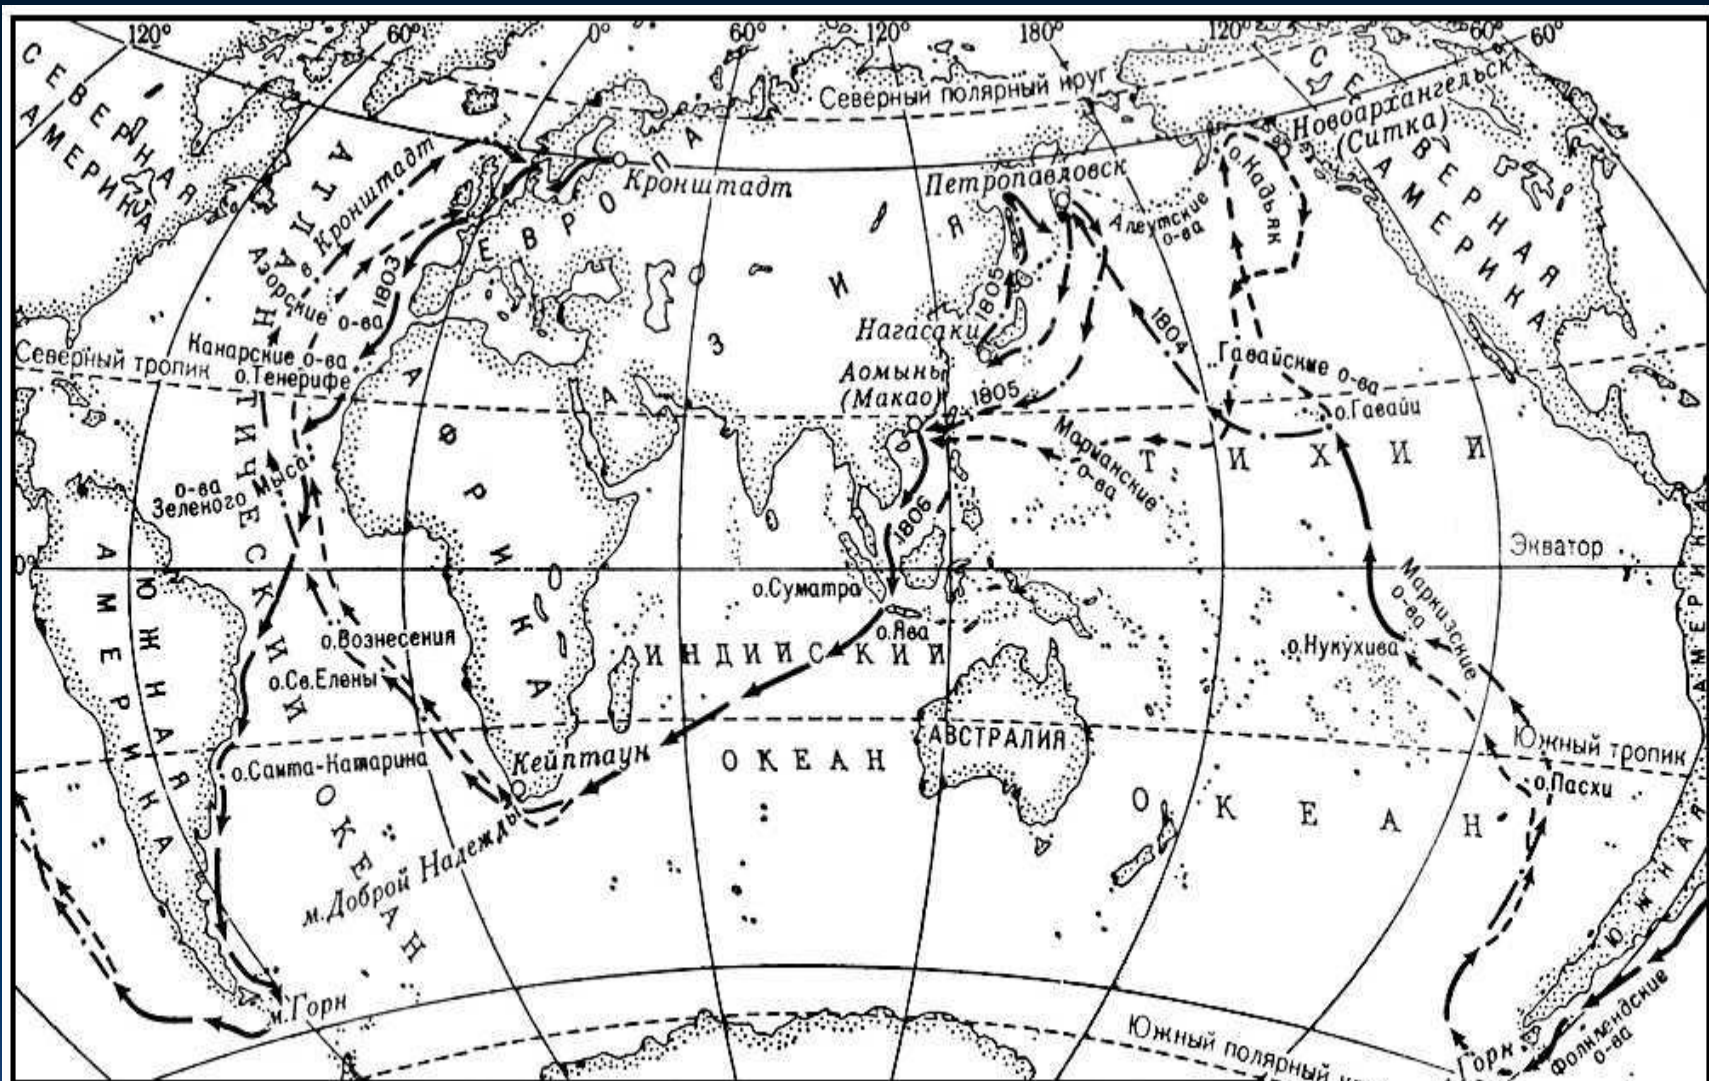 120°
60°
0°
60°
120°
180°
120°
60°
60°
СЕВЕРНАЯ
АМЕРИКА
Северный полярный круг
СЕВЕРНАЯ
АМЕРИКА
Новоархангельск
(Ситка)
о.Кадьяк
Кронштадт
Петропавловск
Алеутские
о-ва
ЕВРОПА
АЗИЯ
в Кронштадт
Азорские о-ва
1803
1805
1804
Нагасаки
Аомынь
(Макао)
1805
Гавайские о-ва
о.Гавайи
Канарские о-ва
о.Тенерифе
Северный тропик
АТЛАНТИЧЕСКИЙ
ОКЕАН
АФРИКА
Марианские
о-ва
ТИХИЙ
ОКЕАН
о-ва
Зеленого Мыса
1806
0°
Экватор
ЮЖНАЯ
АМЕРИКА
о.Суматра
о.Ява
Маркизские
о-ва
о.Нукухива
о.Вознесения
о.Св.Елены
ИНДИЙСКИЙ
ОКЕАН
АВСТРАЛИЯ
Южный тропик
о.Санта-Катарина
Кейптаун
о.Пасхи
м.Доброй Надежды
ЮЖНАЯ
АМЕРИКА
м.Горн
Горн
Фолклендские
о-ва
Южный полярный